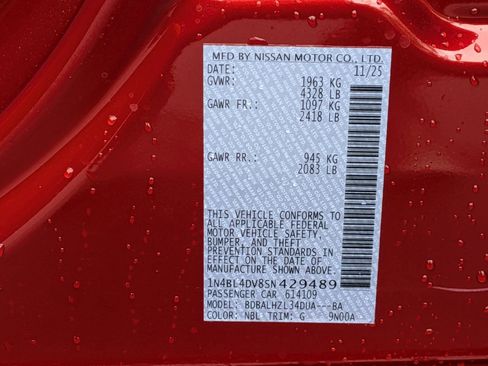 MFD BY NISSAN MOTOR CO., LTD.
DATE: 11/25
GVWR: 1963 KG
4328 LB
GAWR FR.: 1097 KG
2418 LB
GAWR RR.: 945 KG
2083 LB
THIS VEHICLE CONFORMS TO
ALL APPLICABLE FEDERAL
MOTOR VEHICLE SAFETY,
BUMPER, AND THEFT
PREVENTION STANDARDS IN
EFFECT ON THE DATE OF
MANUFACTURE SHOWN ABOVE.
1N4BL4DV8SN429489
PASSENGER CAR 614109
MODEL: BDBALHZL34DUA---BA
COLOR: NBL TRIM: G 9N00A